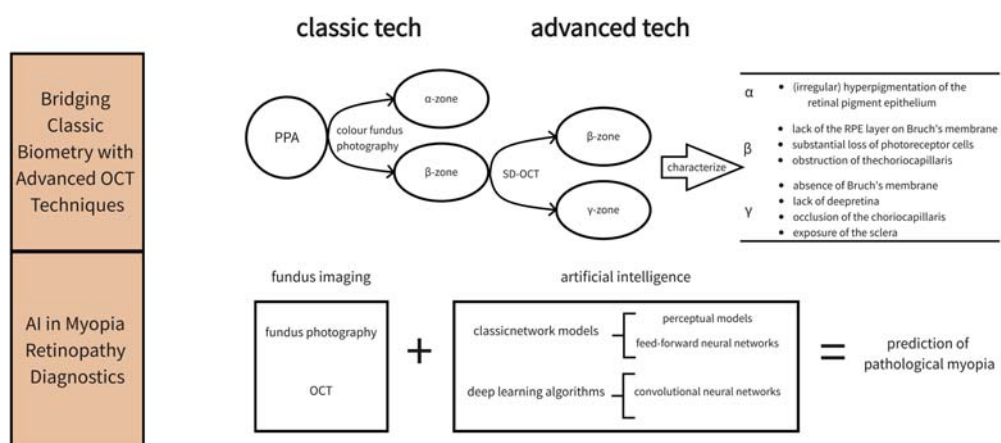 classic tech
advanced tech
Bridging
Classic
Biometry with
Advanced OCT
Techniques
PPA
colour fundus
photography
α-zone
β-zone
SD-OCT
β-zone
γ-zone
characterize
α
(irregular) hyperpigmentation of the
retinal pigment epithelium
β
lack of the RPE layer on Bruch's membrane
substantial loss of photoreceptor cells
obstruction of thechoriocapillaris
γ
absence of Bruch's membrane
lack of deepretina
occlusion of the choriocapillaris
exposure of the sclera
AI in Myopia
Retinopathy
Diagnostics
fundus imaging
fundus photography
OCT
+
artificial intelligence
classicnetwork models
perceptual models
feed-forward neural networks
deep learning algorithms
convolutional neural networks
=
prediction of
pathological myopia